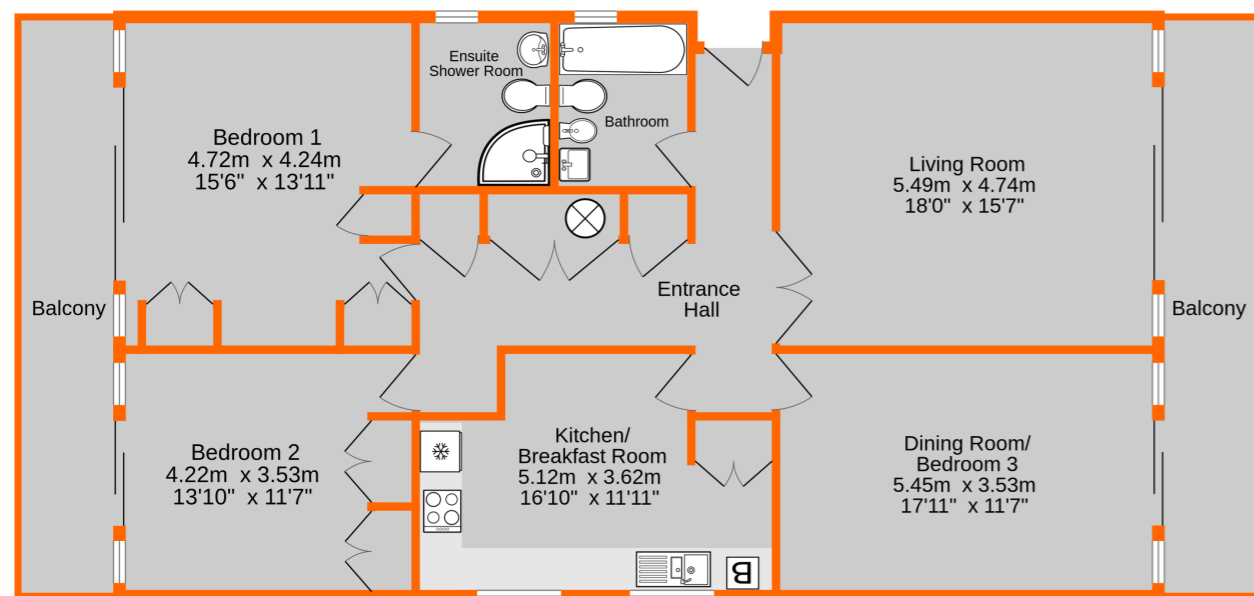 Ensuite
Shower Room
Bathroom
Bedroom 1
4.72m x 4.24m
15'6" x 13'11"
Living Room
5.49m x 4.74m
18'0" x 15'7"
Balcony
Entrance
Hall
Balcony
Bedroom 2
4.22m x 3.53m
13'10" x 11'7"
Kitchen/
Breakfast Room
5.12m x 3.62m
16'10" x 11'11"
Dining Room/
Bedroom 3
5.45m x 3.53m
17'11" x 11'7"
B